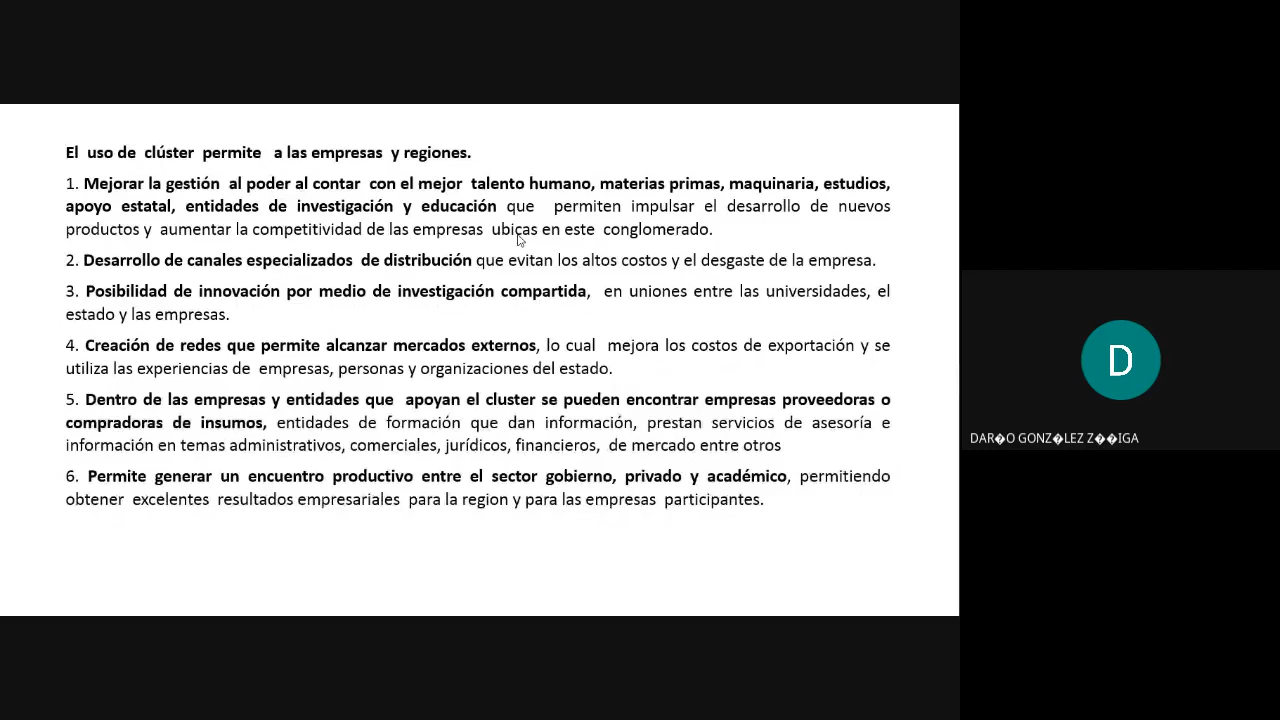 El uso de clúster permite a las empresas y regiones.
1. Mejorar la gestión al poder al contar con el mejor talento humano, materias primas, maquinaria, estudios,
apoyo estatal, entidades de investigación y educación que permiten impulsar el desarrollo de nuevos
productos y aumentar la competitividad de las empresas ubicas en este conglomerado.
2. Desarrollo de canales especializados de distribución que evitan los altos costos y el desgaste de la empresa.
3. Posibilidad de innovación por medio de investigación compartida, en uniones entre las universidades, el
estado y las empresas.
4. Creación de redes que permite alcanzar mercados externos, lo cual mejora los costos de exportación y se
utiliza las experiencias de empresas, personas y organizaciones del estado.
5. Dentro de las empresas y entidades que apoyan el cluster se pueden encontrar empresas proveedoras o
compradoras de insumos, entidades de formación que dan información, prestan servicios de asesoría e
información en temas administrativos, comerciales, jurídicos, financieros, de mercado entre otros
6. Permite generar un encuentro productivo entre el sector gobierno, privado y académico, permitiendo
obtener excelentes resultados empresariales para la region y para las empresas participantes.
D
DAR�O GONZ�LEZ Z��IGA